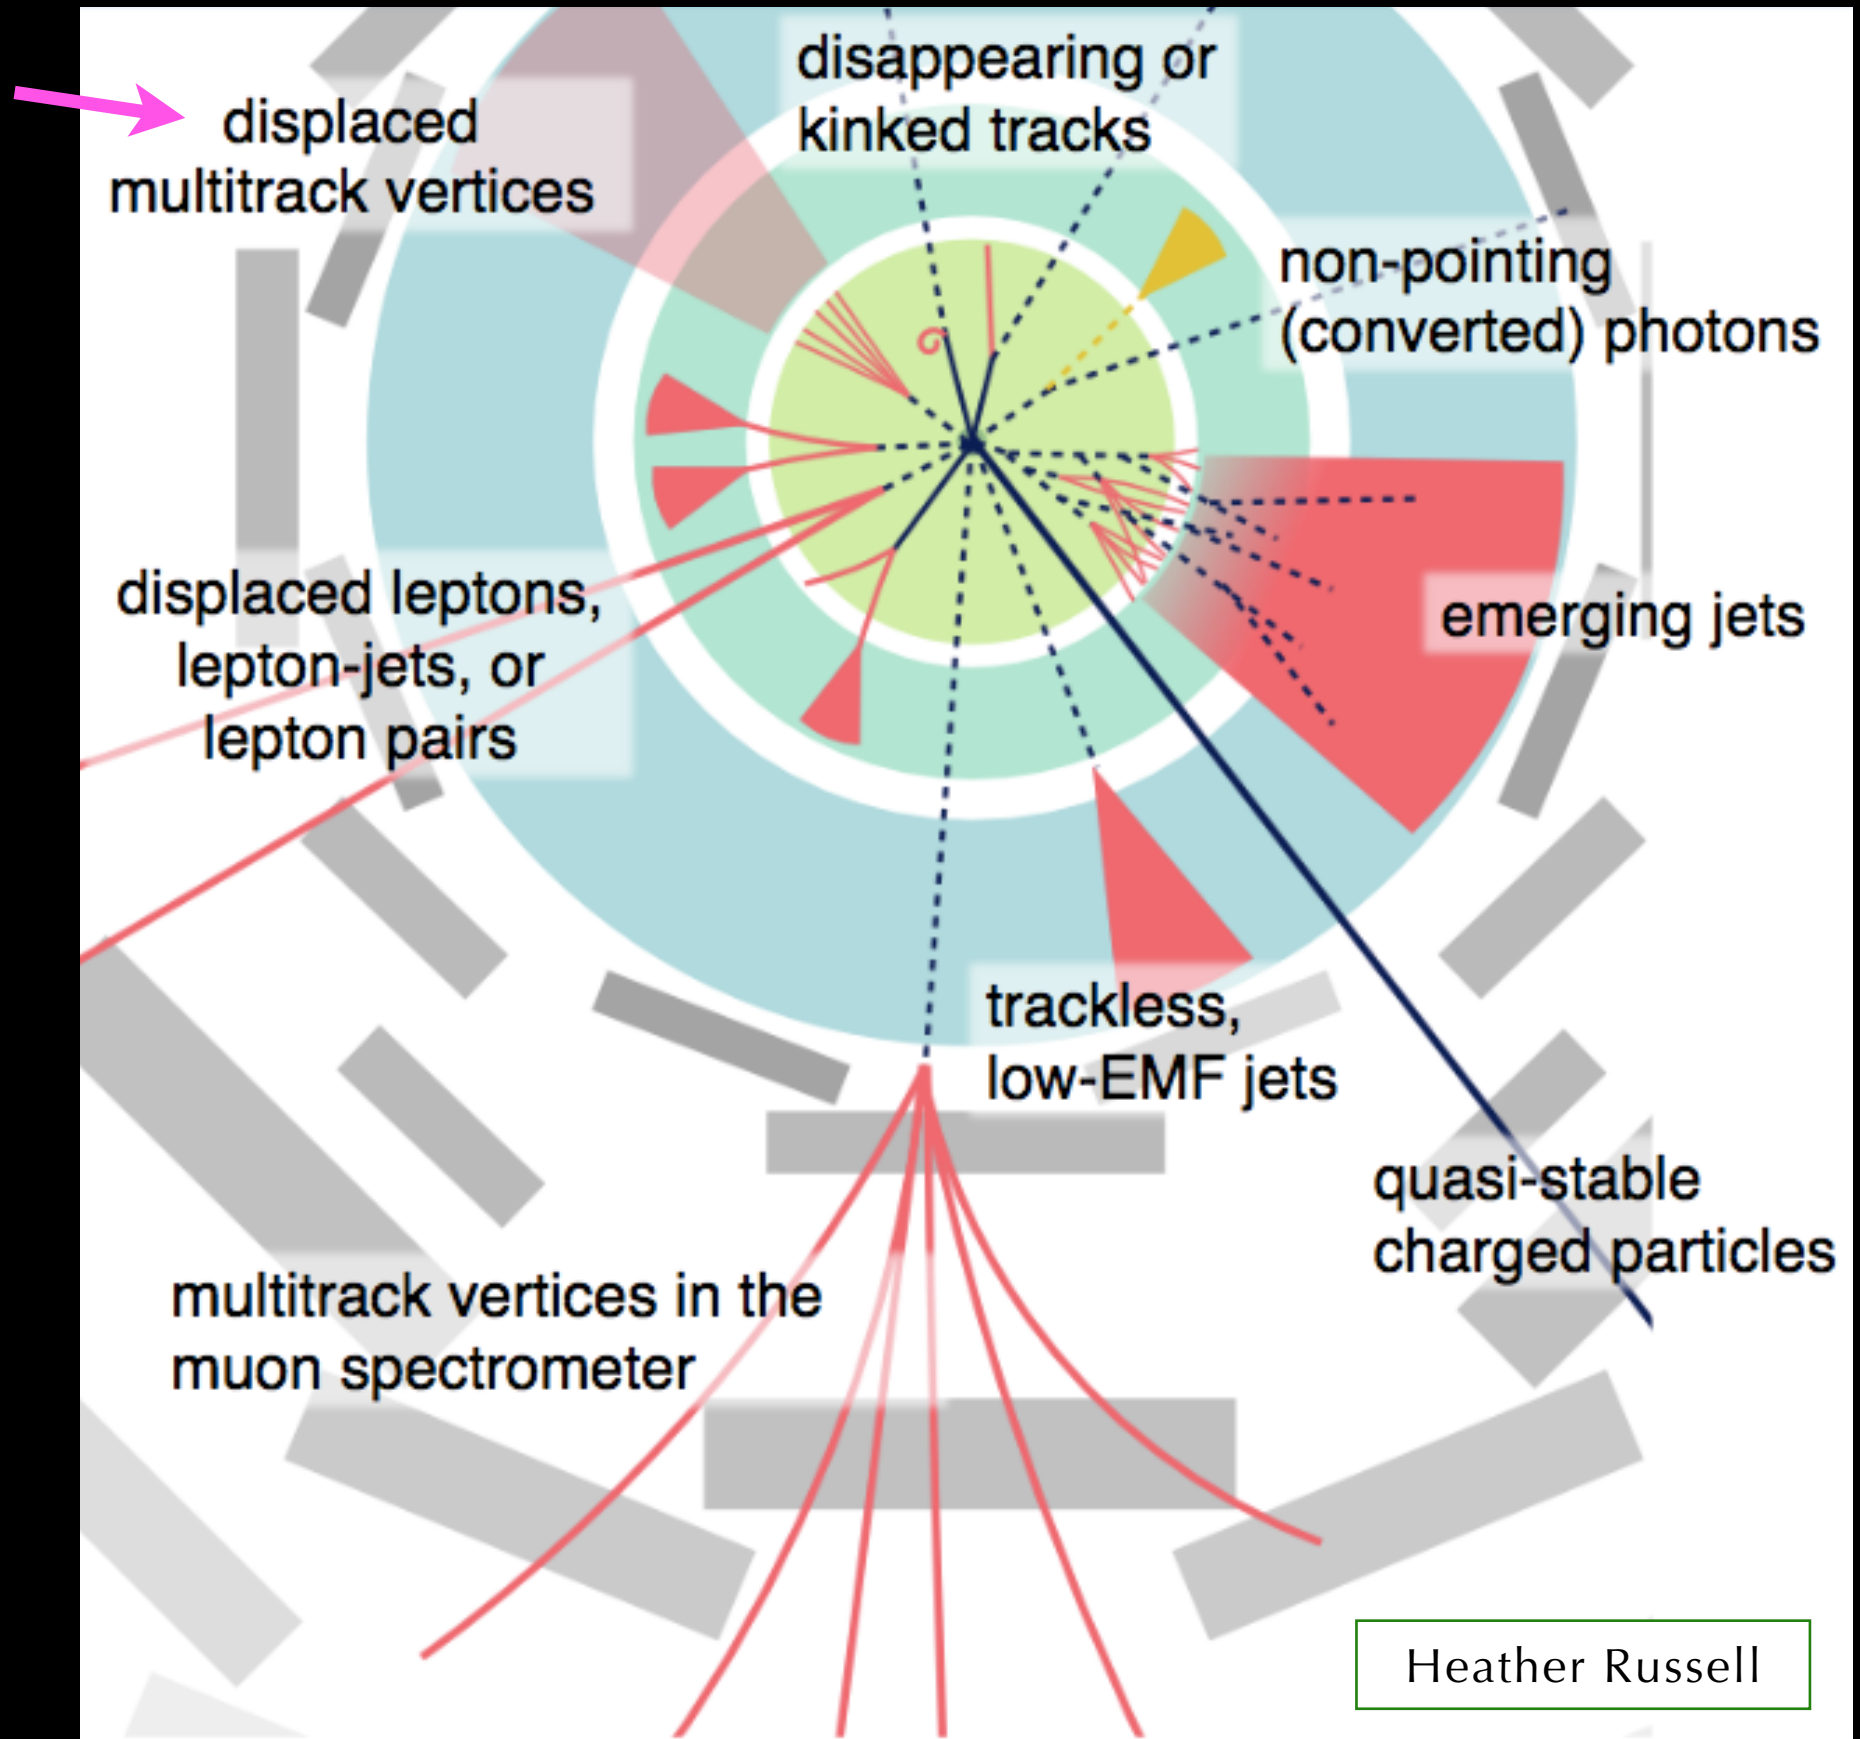 disappearing or
kinked tracks
displaced
multitrack vertices
non-pointing
(converted) photons
displaced leptons,
lepton-jets, or
lepton pairs
emerging jets
trackless,
low-EMF jets
quasi-stable
charged particles
multitrack vertices in the
muon spectrometer
Heather Russell